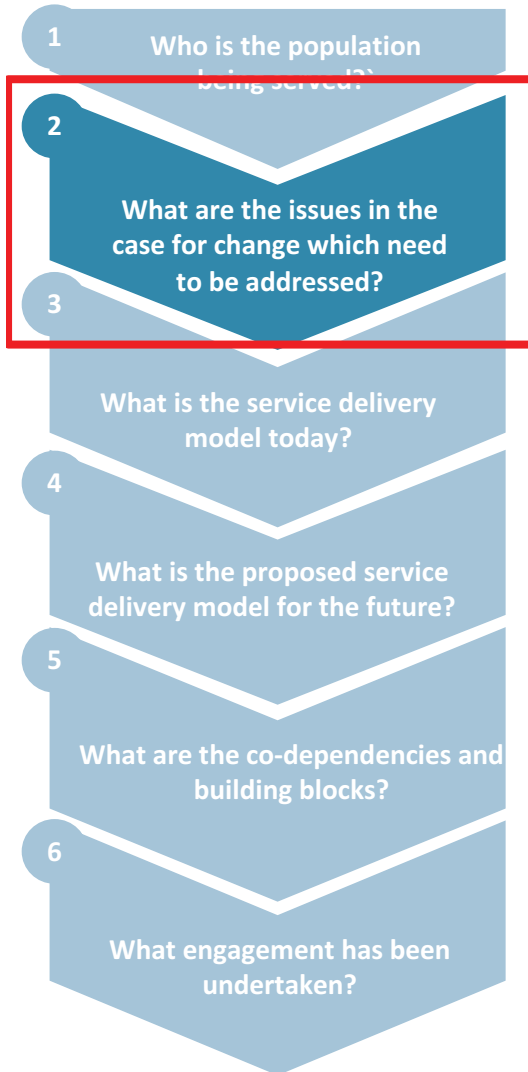 1
Who is the population
being served?`
2
What are the issues in the
case for change which need
to be addressed?
3
What is the service delivery
model today?
4
What is the proposed service
delivery model for the future?
5
What are the co-dependencies and
building blocks?
6
What engagement has been
undertaken?